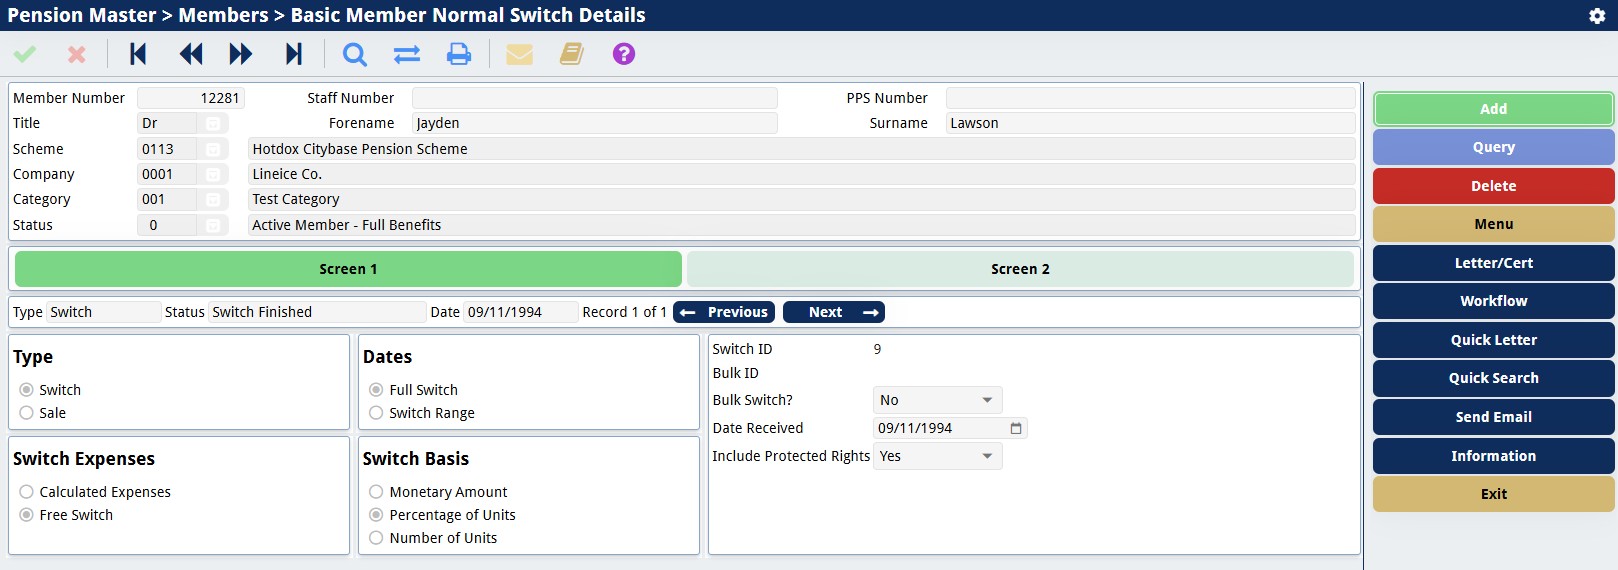 Pension Master > Members > Basic Member Normal Switch Details
Member Number 12281 Staff Number PPS Number
Title Dr Forename Jayden Surname Lawson
Scheme 0113 Hotdox Citybase Pension Scheme
Company 0001 Lineice Co.
Category 001 Test Category
Status 0 Active Member - Full Benefits
Screen 1 Screen 2
Type Switch Status Switch Finished Date 09/11/1994 Record 1 of 1 Previous Next
Type
Switch
Sale
Dates
Full Switch
Switch Range
Switch Expenses
Calculated Expenses
Free Switch
Switch Basis
Monetary Amount
Percentage of Units
Number of Units
Switch ID 9
Bulk ID
Bulk Switch? No
Date Received 09/11/1994
Include Protected Rights Yes
Add
Query
Delete
Menu
Letter/Cert
Workflow
Quick Letter
Quick Search
Send Email
Information
Exit